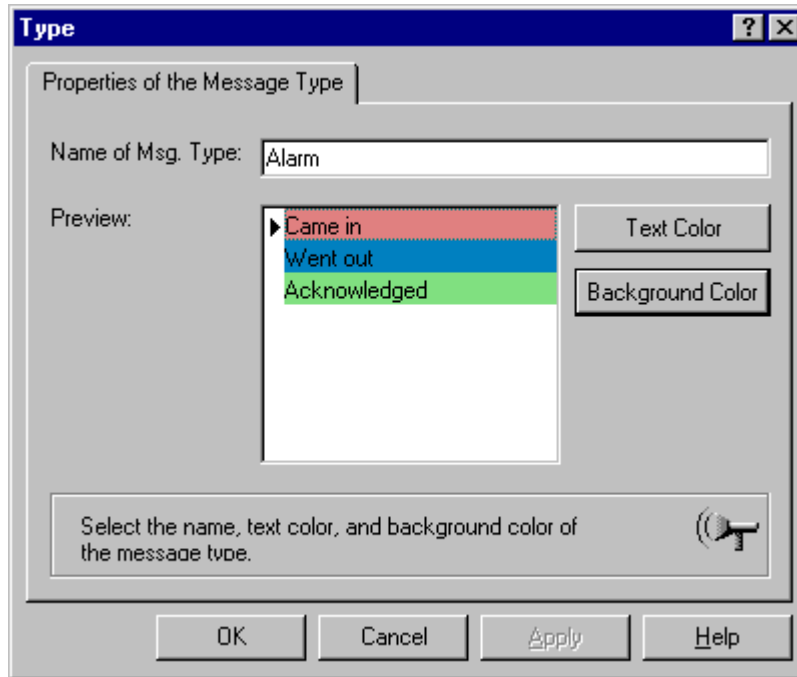 Type
Properties of the Message Type
Name of Msg. Type: Alarm
Preview:
Came in
Went out
Acknowledged
Text Color
Background Color
Select the name, text color, and background color of
the message type.
OK Cancel Apply Help